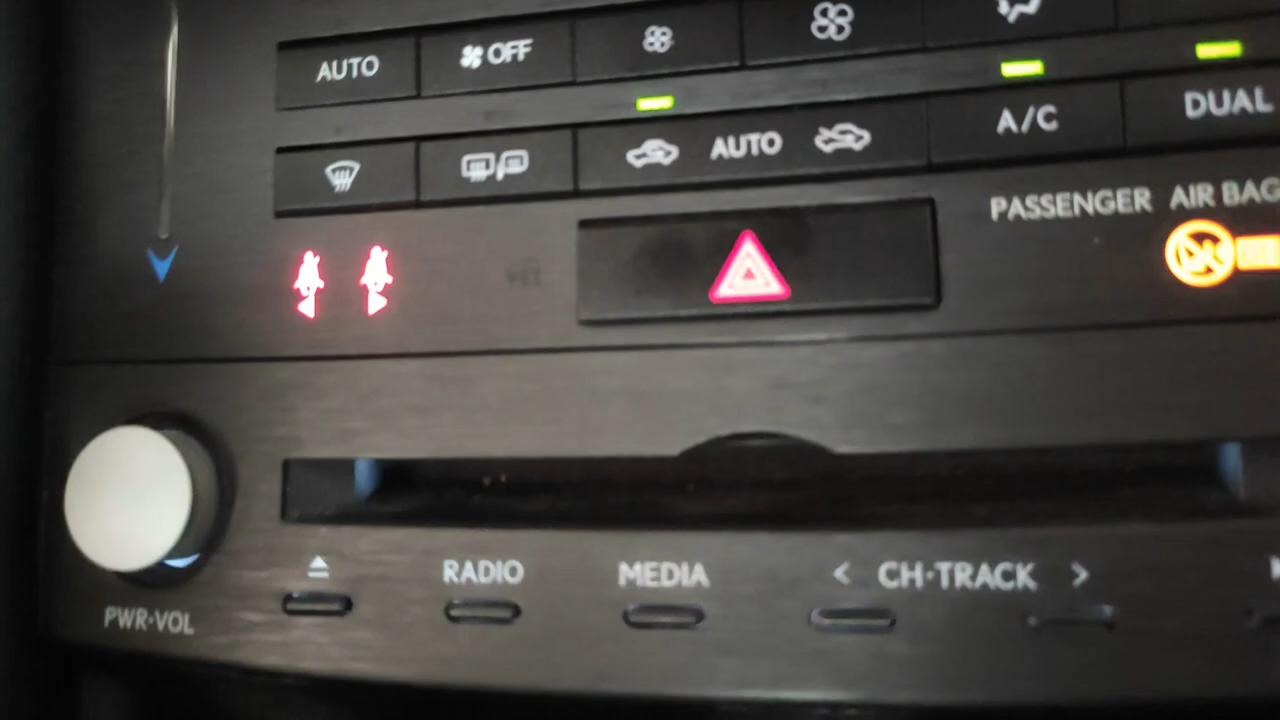 AUTO OFF
AUTO A/C DUAL
PASSENGER AIR BAG
RADIO MEDIA < CH·TRACK >
PWR·VOL